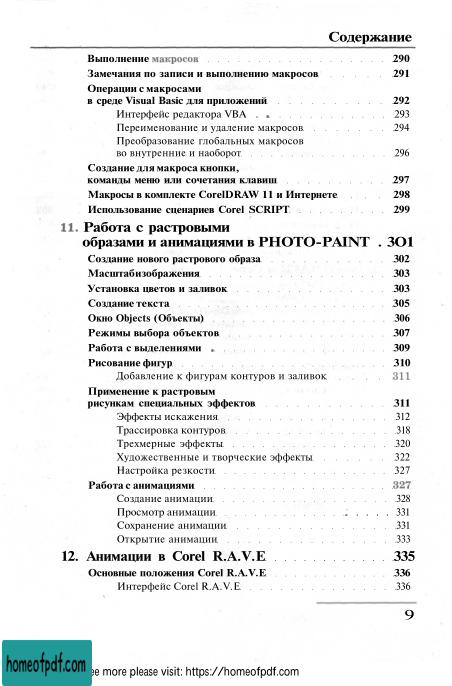 Содержание
Выполнение макросов 290
Замечания по записи и выполнению макросов 291
Операции с макросами
в среде Visual Basic для приложений 292
Интерфейс редактора VBA 293
Переименование и удаление макросов 294
Преобразование глобальных макросов
во внутренние и наоборот 296
Создание для макроса кнопки,
команды меню или сочетания клавиш 297
Макросы в комплекте CorelDRAW 11 и Интернете 298
Использование сценариев Corel SCRIPT 299
11. Работа с растровыми
образами и анимациями в PHOTO-PAINT . 301
Создание нового растрового образа 302
Масштабизображения 303
Установка цветов и заливок 303
Создание текста 305
Окно Objects (Объекты) 306
Режимы выбора объектов 307
Работа с выделениями 309
Рисование фигур 310
Добавление к фигурам контуров и заливок 311
Применение к растровым
рисункам специальных эффектов 311
Эффекты искажения 312
Трассировка контуров 318
Трехмерные эффекты 320
Художественные и творческие эффекты 322
Настройка резкости 327
Работа с анимациями 327
Создание анимации 328
Просмотр анимации 331
Сохранение анимации 331
Открытие анимации 333
12. Анимации в Corel R.A.V.E 335
Основные положения Corel R.A.V.E 336
Интерфейс Corel R.A.V.E 336
9
homeofpdf.com
ee more please visit: https://homeofpdf.com